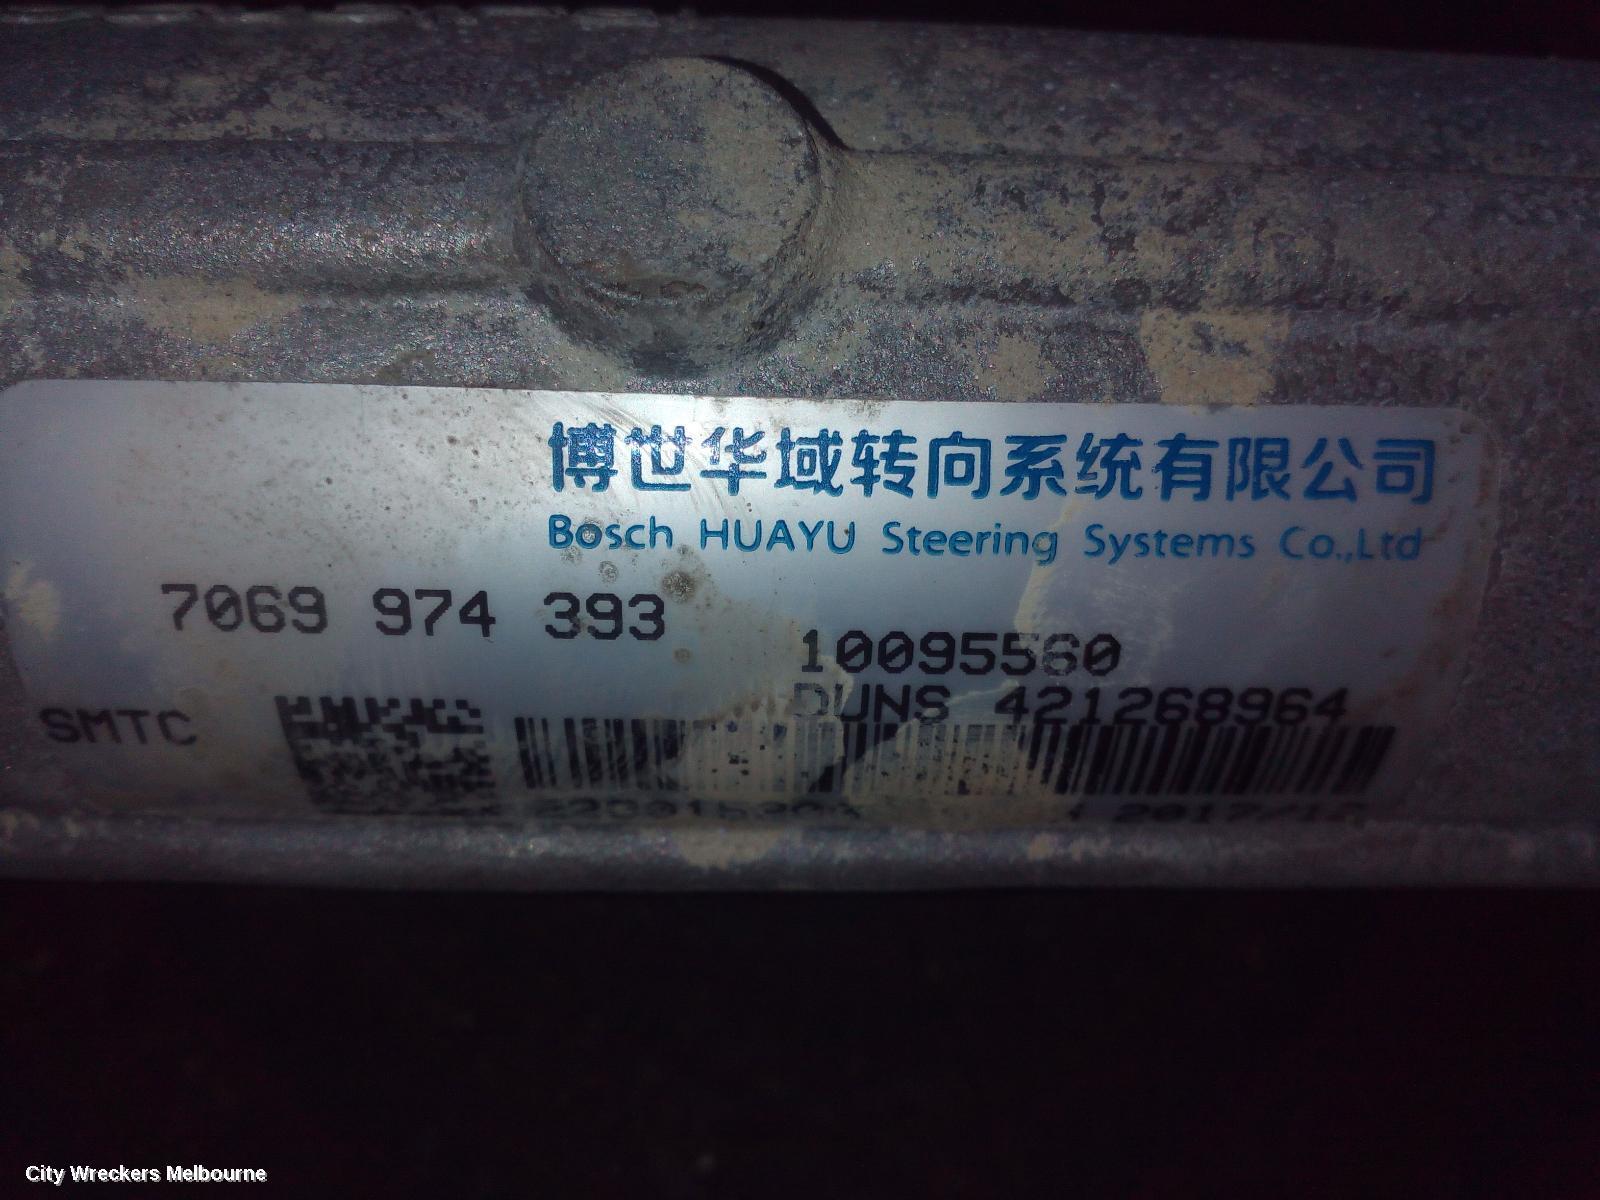 博世华域转向系统有限公司
Bosch HUAYU Steering Systems Co.,Ltd
7069 974 393
10095560
DUNS 421268964
SMTC
City Wreckers Melbourne